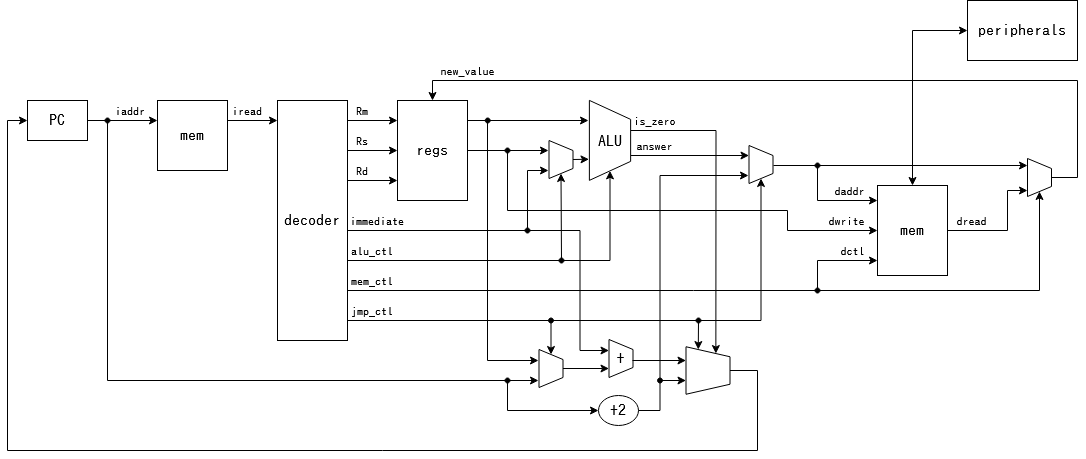 peripherals
new_value
PC
iaddr
mem
iread
decoder
Rm
Rs
Rd
regs
ALU
is_zero
answer
immediate
alu_ctl
mem_ctl
jmp_ctl
daddr
dwrite
dctl
mem
dread
+
+2